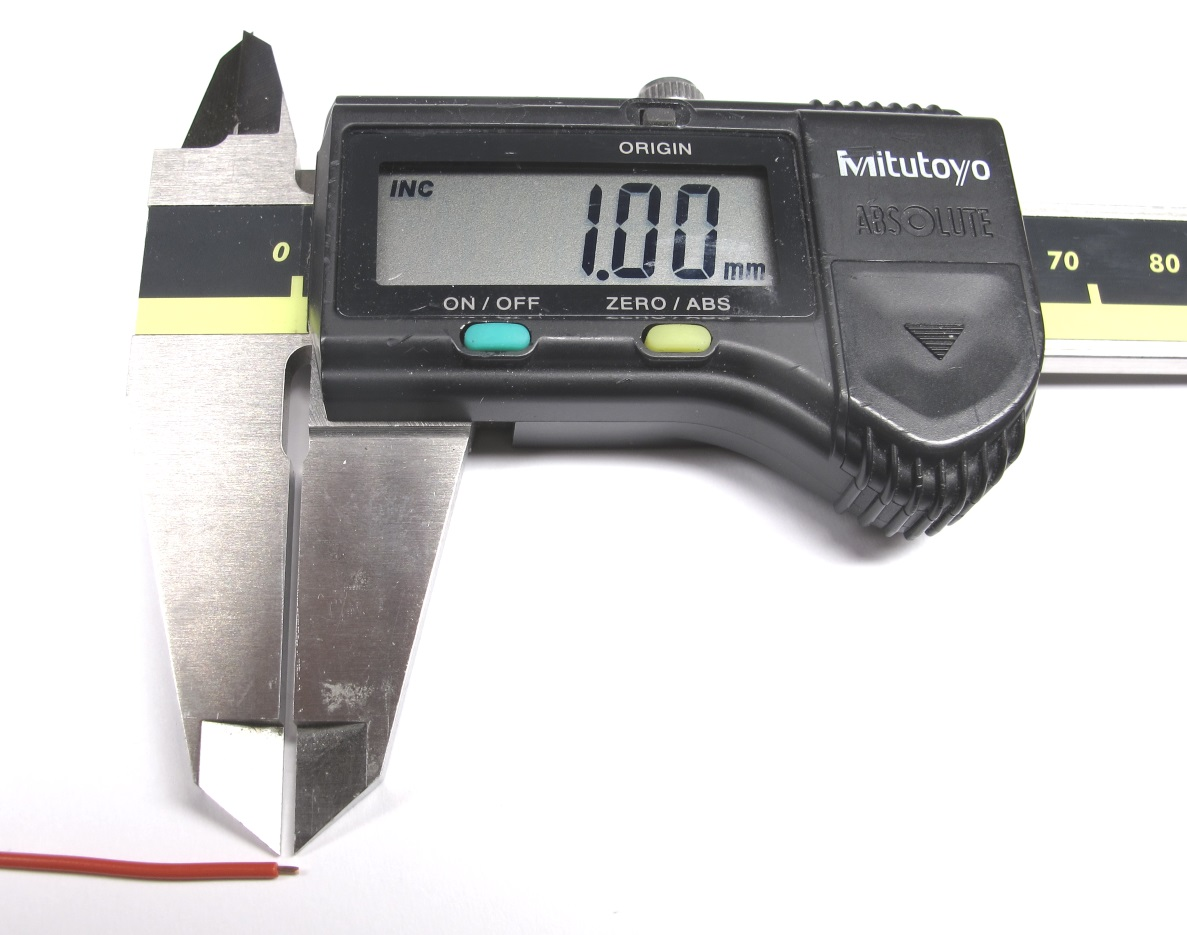 ORIGIN
Mitutoyo
ABSOLUTE
INC
1.00 mm
0
70
80
ON / OFF
ZERO / ABS